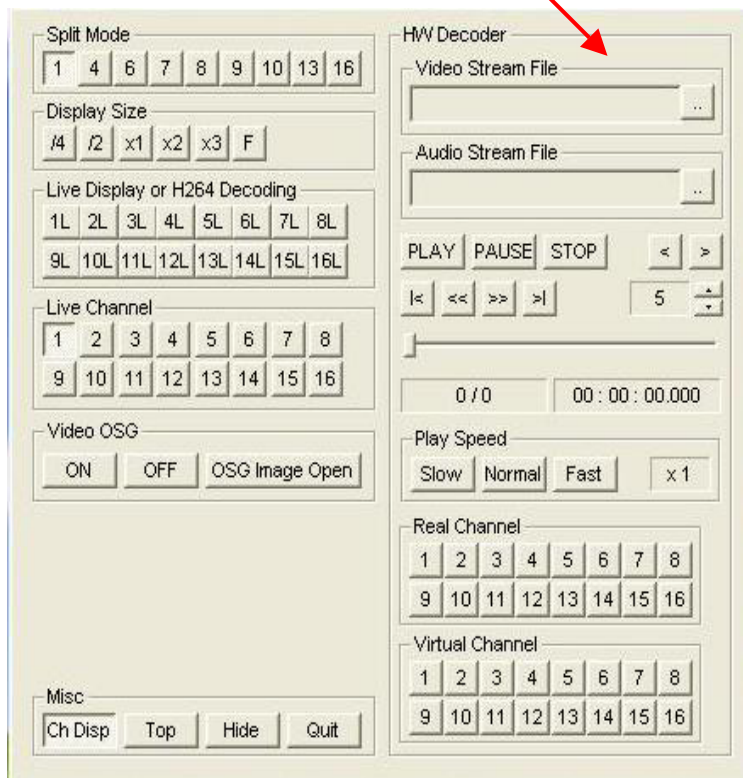 Split Mode
1 4 6 7 8 9 10 13 16
Display Size
/4 /2 x1 x2 x3 F
Live Display or H264 Decoding
1L 2L 3L 4L 5L 6L 7L 8L
9L 10L 11L 12L 13L 14L 15L 16L
Live Channel
1 2 3 4 5 6 7 8
9 10 11 12 13 14 15 16
Video OSG
ON OFF OSG Image Open
Misc
Ch Disp Top Hide Quit
HW Decoder
Video Stream File
..
Audio Stream File
..
PLAY PAUSE STOP < >
|< << >> >| 5
0 / 0 00 : 00 : 00.000
Play Speed
Slow Normal Fast x 1
Real Channel
1 2 3 4 5 6 7 8
9 10 11 12 13 14 15 16
Virtual Channel
1 2 3 4 5 6 7 8
9 10 11 12 13 14 15 16